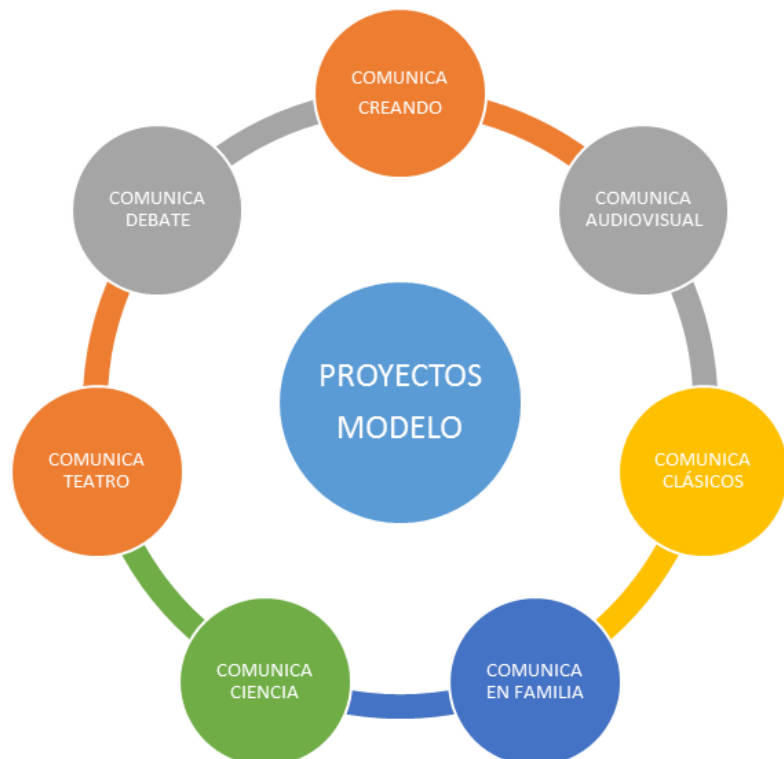 COMUNICA
CREANDO
COMUNICA
AUDIOVISUAL
COMUNICA
CLÁSICOS
COMUNICA
EN FAMILIA
COMUNICA
CIENCIA
COMUNICA
TEATRO
COMUNICA
DEBATE
PROYECTOS
MODELO